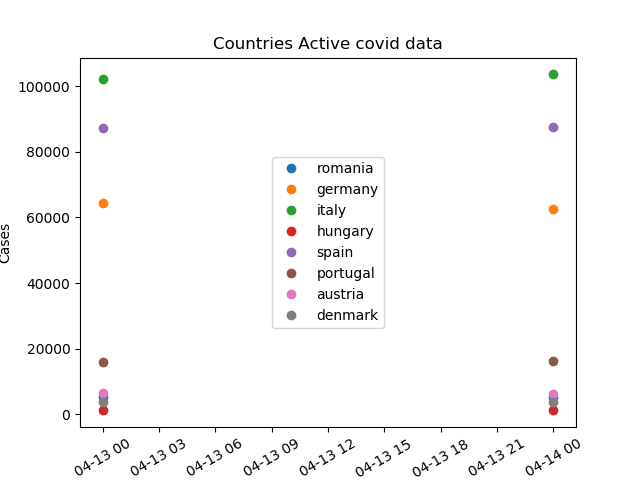 Countries Active covid data
100000
80000
60000
40000
20000
0
Cases
romania
germany
italy
hungary
spain
portugal
austria
denmark
04-13 00
04-13 03
04-13 06
04-13 09
04-13 12
04-13 15
04-13 18
04-13 21
04-14 00